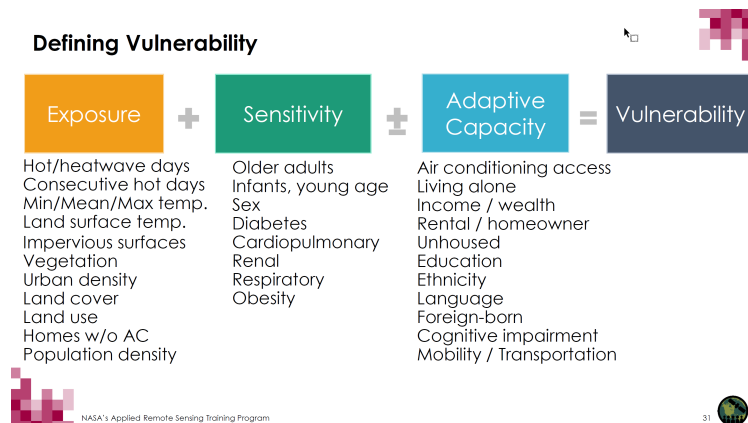 Defining Vulnerability
Exposure
+
Sensitivity
±
Adaptive
Capacity
=
Vulnerability
Hot/heatwave days
Consecutive hot days
Min/Mean/Max temp.
Land surface temp.
Impervious surfaces
Vegetation
Urban density
Land cover
Land use
Homes w/o AC
Population density
Older adults
Infants, young age
Sex
Diabetes
Cardiopulmonary
Renal
Respiratory
Obesity
Air conditioning access
Living alone
Income / wealth
Rental / homeowner
Unhoused
Education
Ethnicity
Language
Foreign-born
Cognitive impairment
Mobility / Transportation
NASA's Applied Remote Sensing Training Program
31